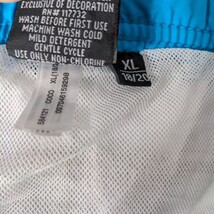 EXCLUSIVE OF DECORATION
RN# 117732
WASH BEFORE FIRST USE
MACHINE WASH COLD
MILD DETERGENT
GENTLE CYCLE
USE ONLY NON-CHLORINE
XL
18/20